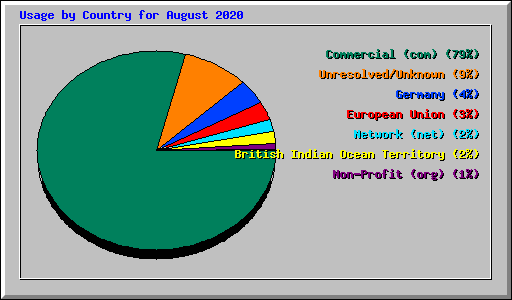 Usage by Country for August 2020
Commercial (com) (79%)
Unresolved/Unknown (9%)
Germany (4%)
European Union (3%)
Network (net) (2%)
British Indian Ocean Territory (2%)
Non-Profit (org) (1%)